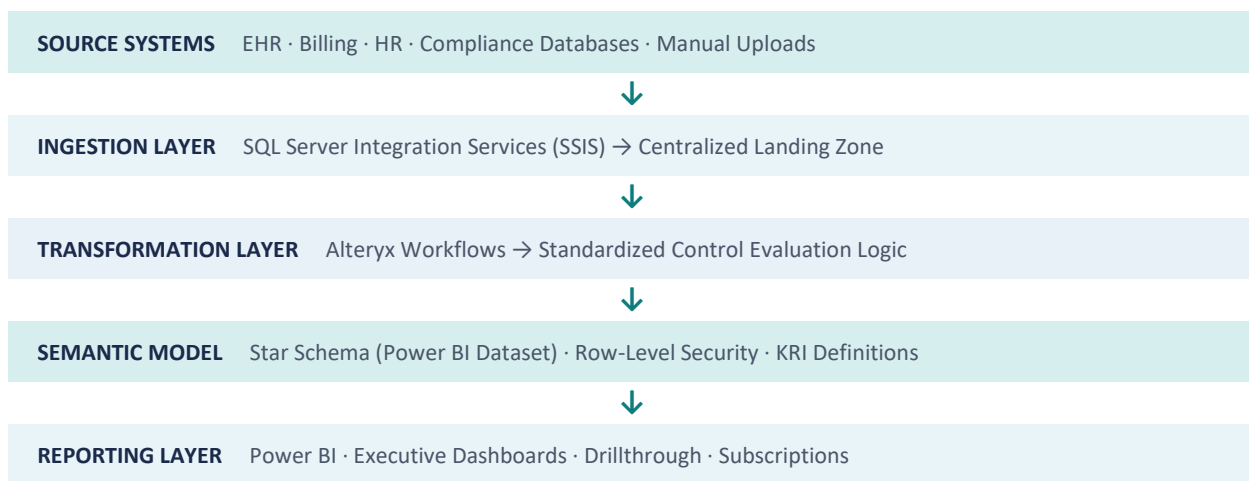 SOURCE SYSTEMS EHR · Billing · HR · Compliance Databases · Manual Uploads
↓
INGESTION LAYER SQL Server Integration Services (SSIS) → Centralized Landing Zone
↓
TRANSFORMATION LAYER Alteryx Workflows → Standardized Control Evaluation Logic
↓
SEMANTIC MODEL Star Schema (Power BI Dataset) · Row-Level Security · KRI Definitions
↓
REPORTING LAYER Power BI · Executive Dashboards · Drillthrough · Subscriptions